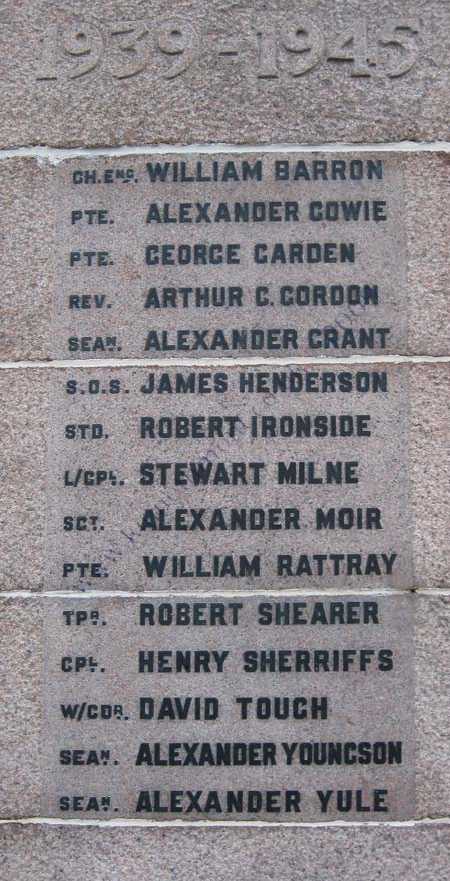 1939-1945
CH. ENG. WILLIAM BARRON
PTE. ALEXANDER COWIE
PTE. GEORGE GARDEN
REV. ARTHUR G. GORDON
SEAN. ALEXANDER GRANT
S.O.S. JAMES HENDERSON
STD. ROBERT IRONSIDE
L/CPL. STEWART MILNE
SGT. ALEXANDER MOIR
PTE. WILLIAM RATTRAY
TPR. ROBERT SHEARER
CPL. HENRY SHERRIFFS
W/CDR. DAVID TOUGH
SEAN. ALEXANDER YOUNGSON
SEAN. ALEXANDER YULE